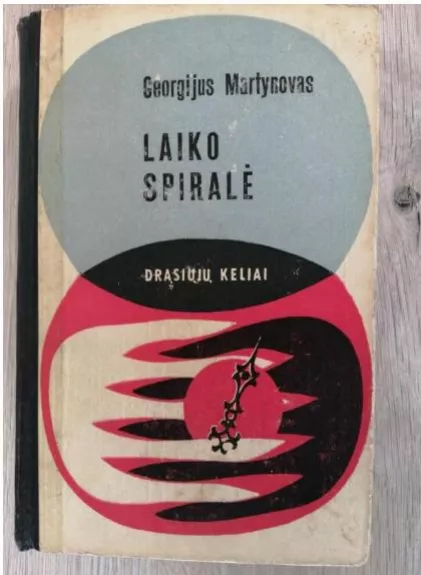 Georgijus Martynovas
LAIKO
SPIRALĖ
DRĄSIŲJŲ KELIAI